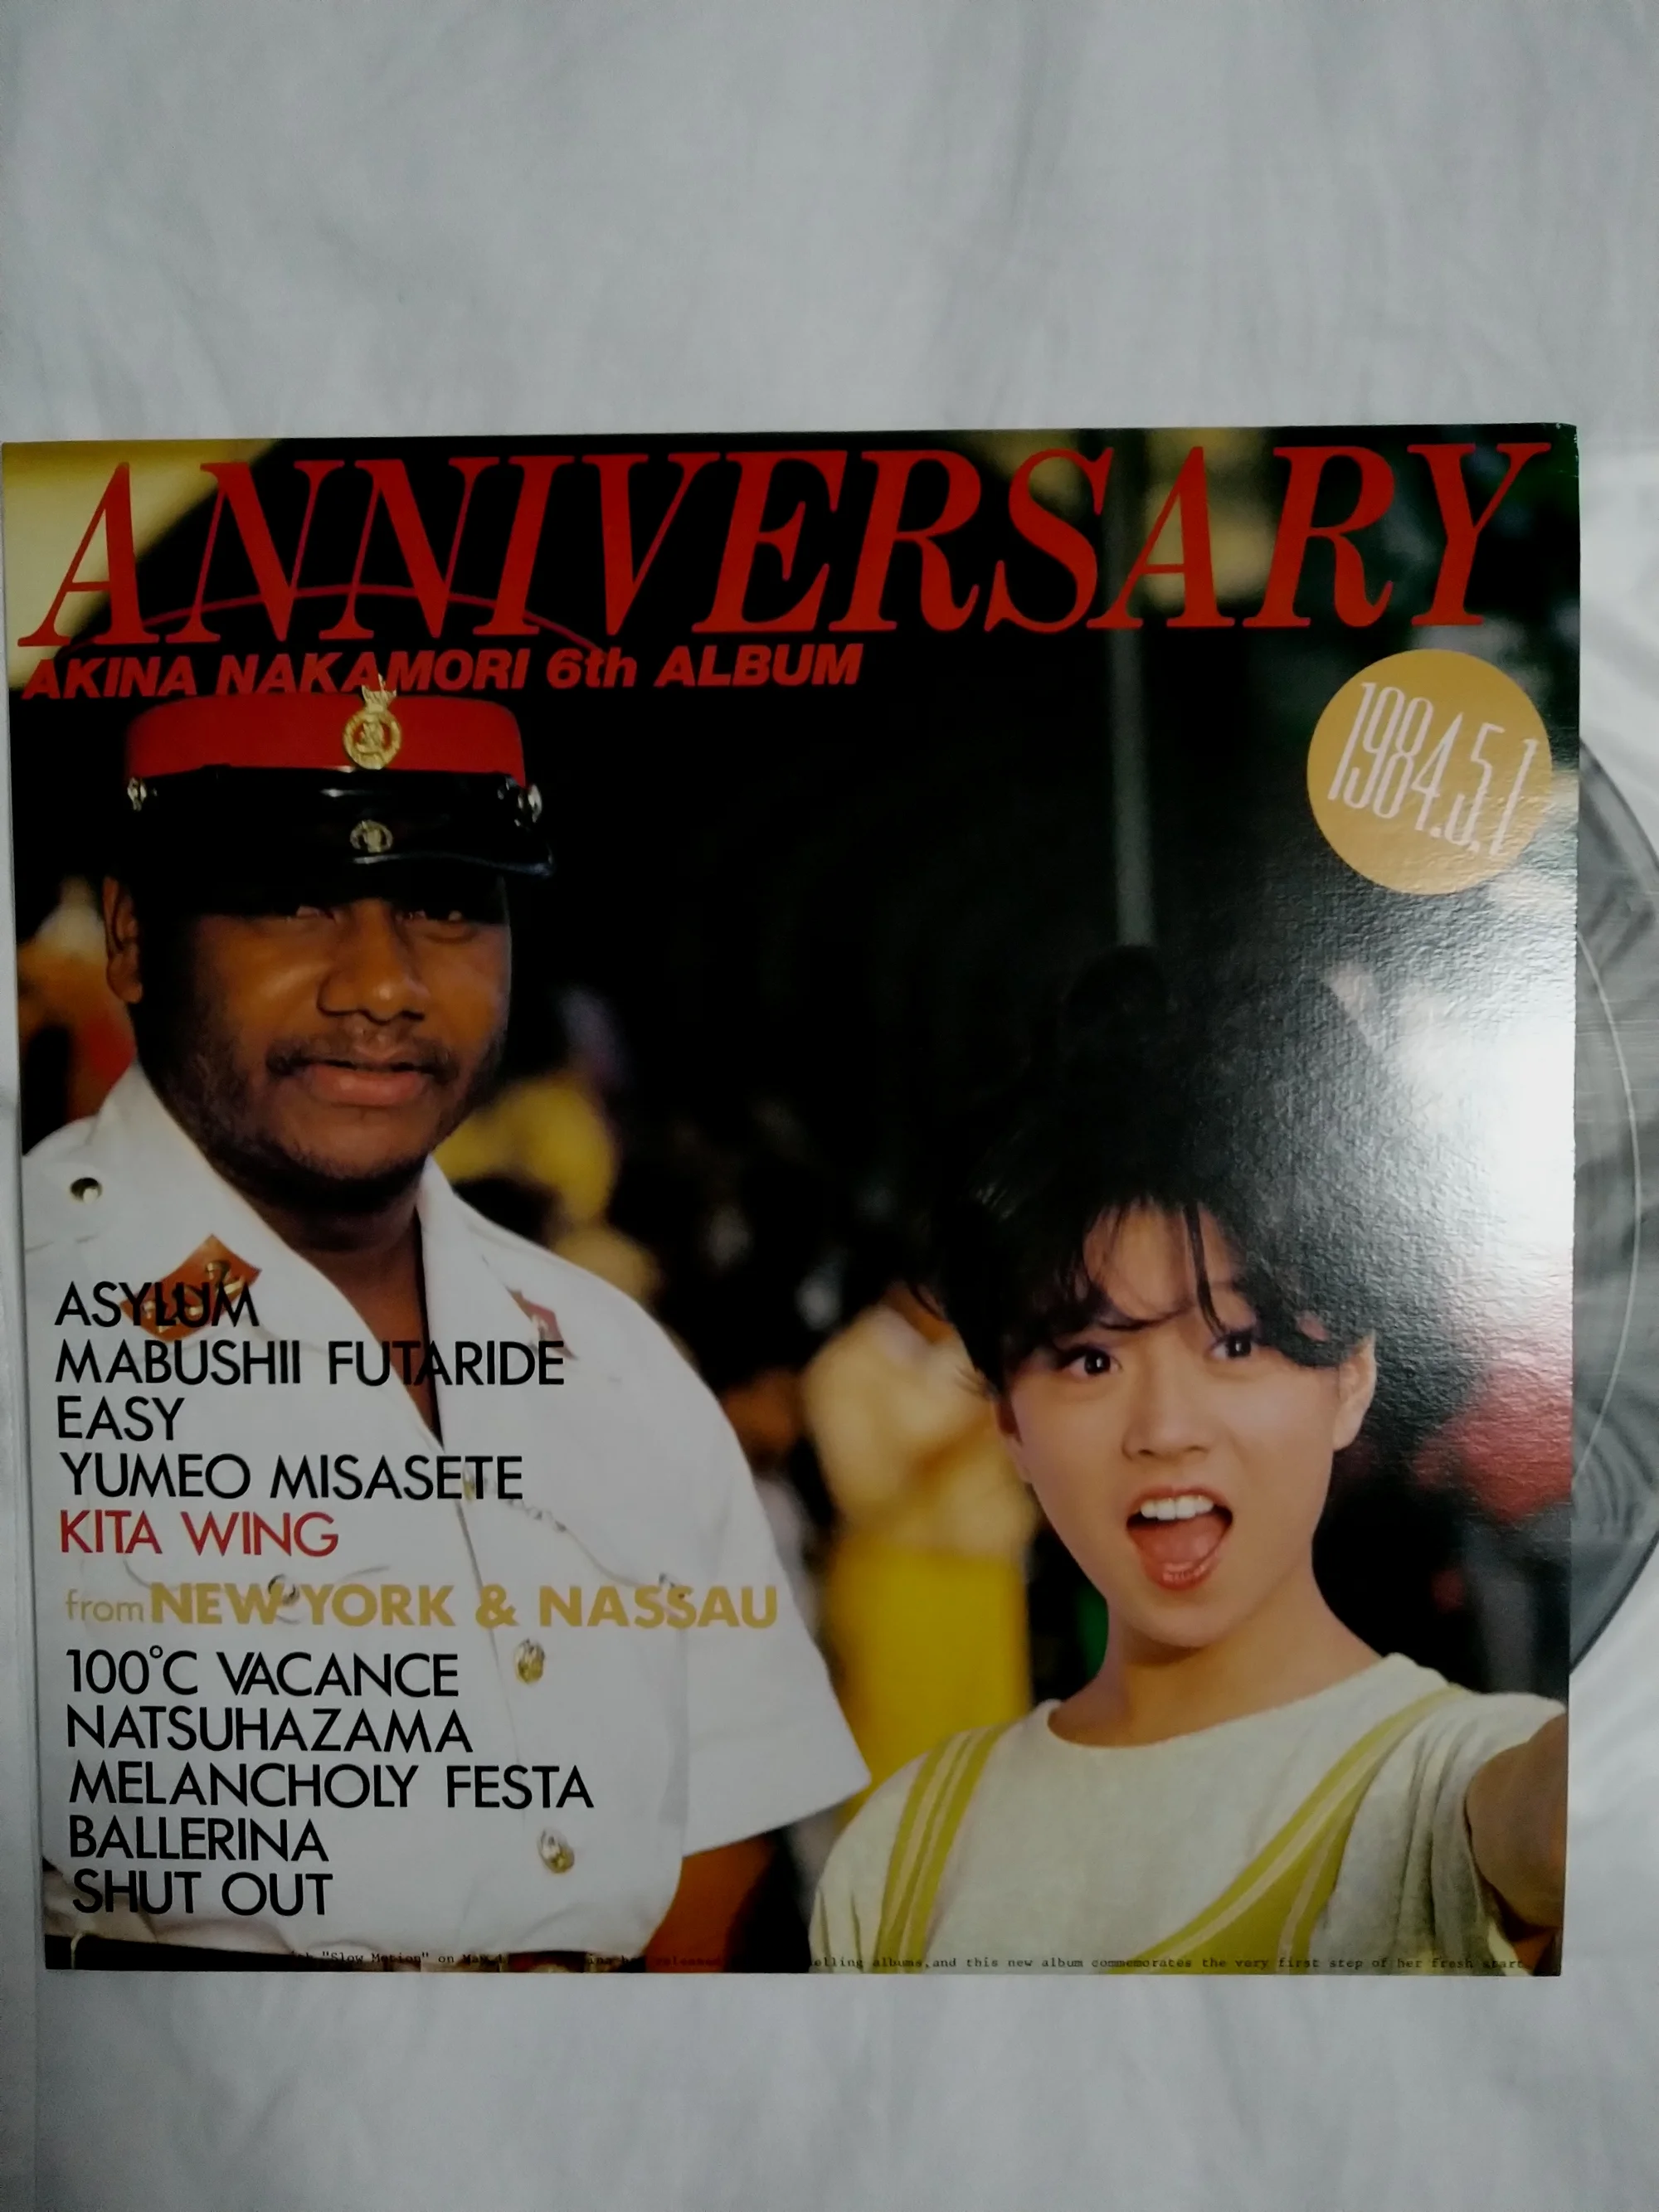 ANNIVERSARY
AKINA NAKAMORI 6th ALBUM
1984.5.1
ASYLUM
MABUSHII FUTARIDE
EASY
YUMEO MISASETE
KITA WING
from NEW YORK & NASSAU
100°C VACANCE
NATSUHAZAMA
MELANCHOLY FESTA
BALLERINA
SHUT OUT
"Slow Motion" on released albums, and this new album commemorates the very first step of her fresh start